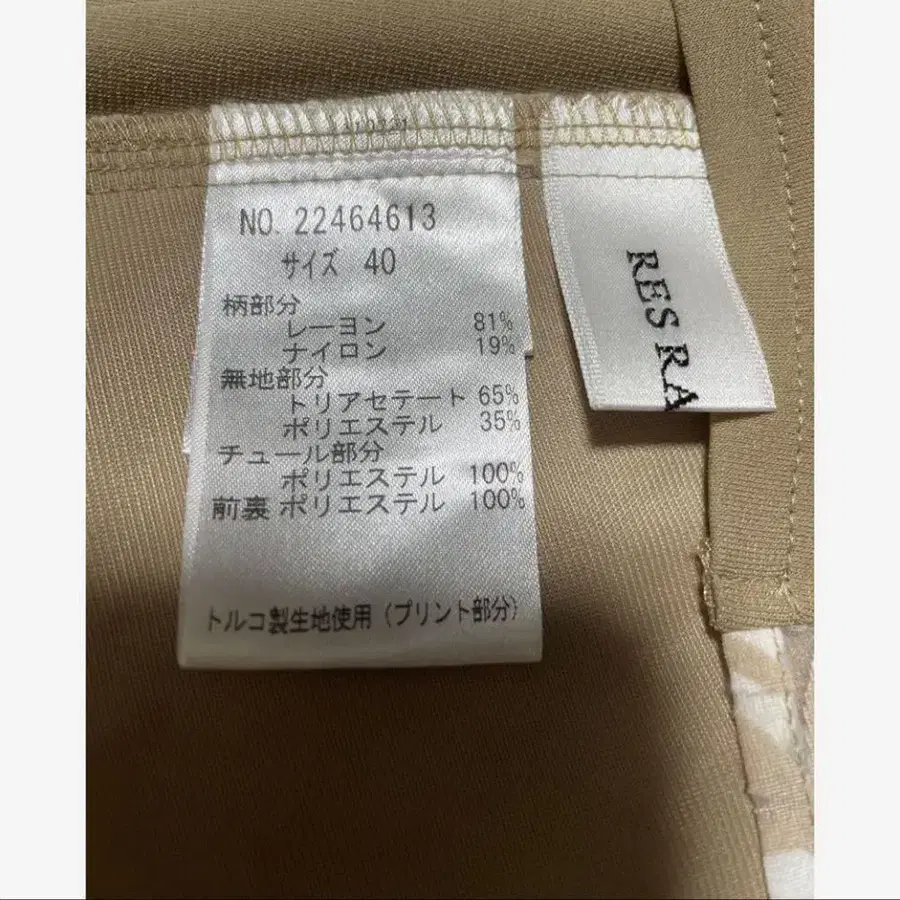 NO. 22464613
サイズ 40
柄部分
レーヨン 81%
ナイロン 19%
無地部分
トリアセテート 65%
ポリエステル 35%
チュール部分
ポリエステル 100%
前裏 ポリエステル 100%
トルコ製生地使用（プリント部分）
RES RA